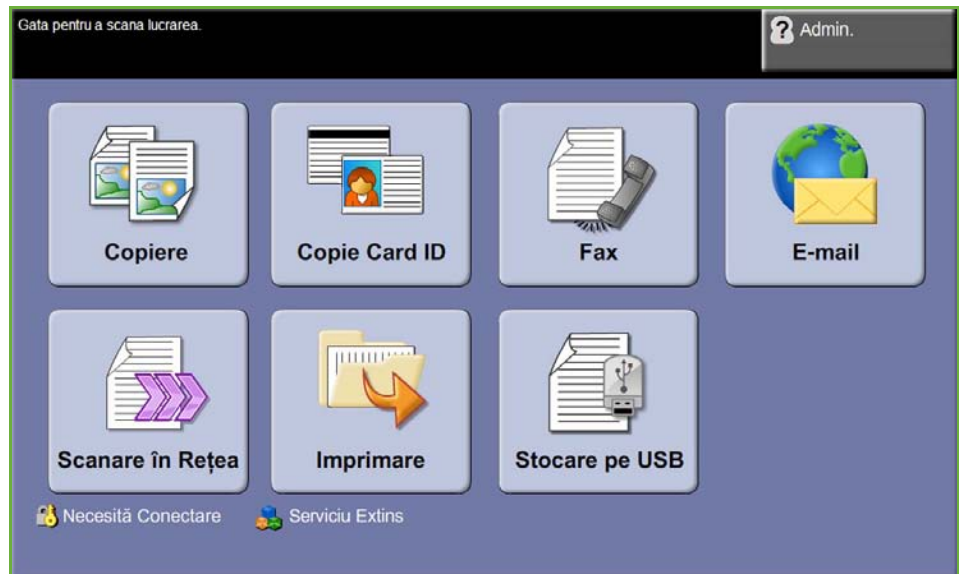 Gata pentru a scana lucrarea.
Admin.
Copiere
Copie Card ID
Fax
E-mail
Scanare în Rețea
Imprimare
Stocare pe USB
Necesită Conectare
Serviciu Extins